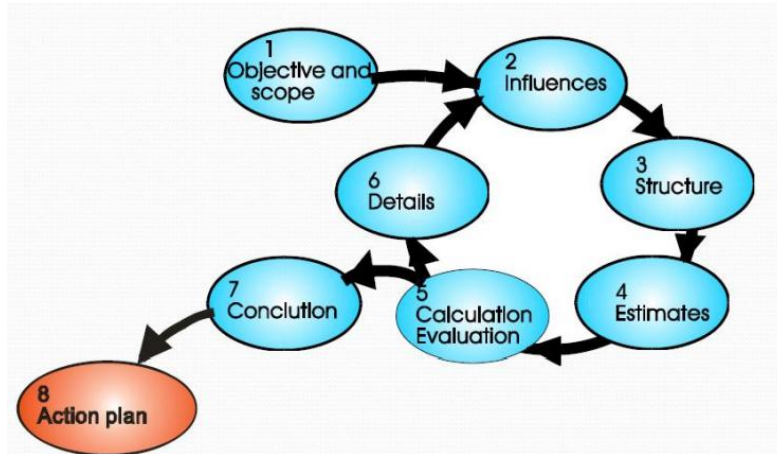 1
Objective and
scope
2
Influences
3
Structure
4
Estimates
5
Calculation
Evaluation
6
Details
7
Conclution
8
Action plan